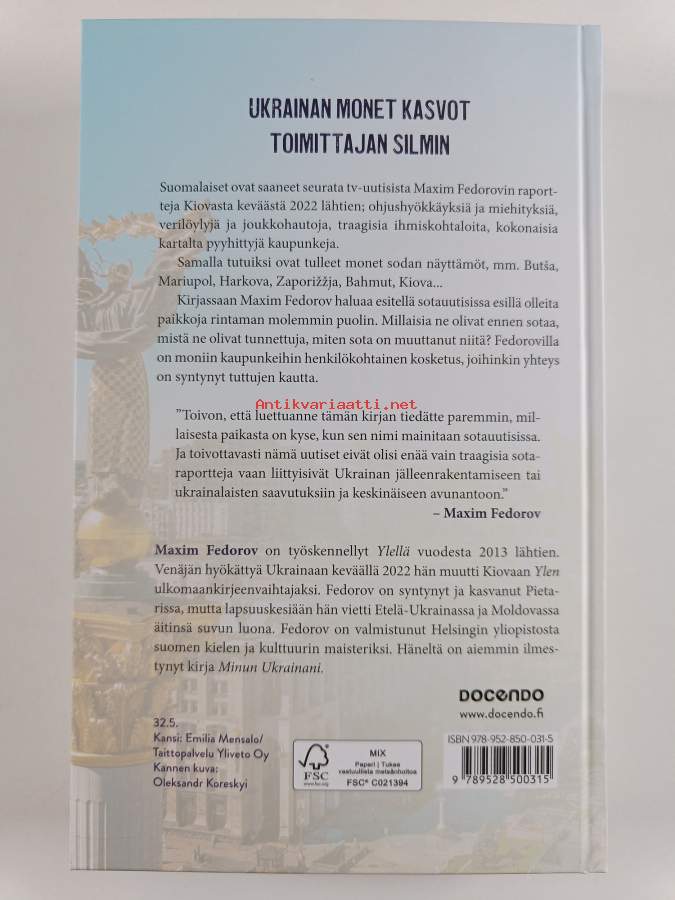 UKRAINAN MONET KASVOT
TOIMITTAJAN SILMIN
Suomalaiset ovat saaneet seurata tv-uutisista Maxim Fedorovin raport-
teja Kiovasta keväästä 2022 lähtien; ohjushyökkäyksiä ja miehityksiä,
verilöylyjä ja joukkohautoja, traagisia ihmiskohtaloita, kokonaisia
kartalta pyyhittyjä kaupunkeja.
Samalla tutuiksi ovat tulleet monet sodan näyttämöt, mm. Butša,
Mariupol, Harkova, Zaporižžja, Bahmut, Kiova...
Kirjassaan Maxim Fedorov haluaa esitellä sotauutisissa esillä olleita
paikkoja rintaman molemmin puolin. Millaisia ne olivat ennen sotaa,
mistä ne olivat tunnettuja, miten sota on muuttanut niitä? Fedorovilla
on moniin kaupunkeihin henkilökohtainen kosketus, joihinkin yhteys
on syntynyt tuttujen kautta.
Antikvariaatti.net
”Toivon, että luettuanne tämän kirjan tiedätte paremmin, mil-
laisesta paikasta on kyse, kun sen nimi mainitaan sotauutisissa.
Ja toivottavasti nämä uutiset eivät olisi enää vain traagisia sota-
raportteja vaan liittyisivät Ukrainan jälleenrakentamiseen tai
ukrainalaisten saavutuksiin ja keskinäiseen avunantoon.”
– Maxim Fedorov
Maxim Fedorov on työskennellyt Ylellä vuodesta 2013 lähtien.
Venäjän hyökättyä Ukrainaan keväällä 2022 hän muutti Kiovaan Ylen
ulkomaankirjeenvaihtajaksi. Fedorov on syntynyt ja kasvanut Pieta-
rissa, mutta lapsuuskesiään hän vietti Etelä-Ukrainassa ja Moldovassa
äitinsä suvun luona. Fedorov on valmistunut Helsingin yliopistosta
suomen kielen ja kulttuurin maisteriksi. Häneltä on aiemmin ilmes-
tynyt kirja Minun Ukrainani.
DOCENDO
www.docendo.fi
32.5.
Kansi: Emilia Mensalo/
Taittopalvelu Yliveto Oy
Kannen kuva:
Oleksandr Koreskyi
FSC
www.fsc.org
MIX
Paperi | Tukee
vastuullista metsänhoitoa
FSC® C021394
ISBN 978-952-850-031-5
9 789528 500315